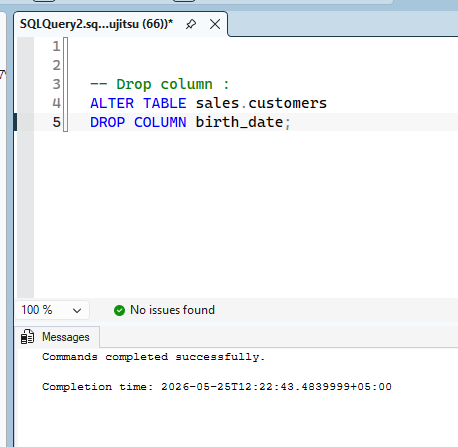 SQLQuery2.sq...ujitsu (66))*
1
2
3 -- Drop column :
4 ALTER TABLE sales.customers
5 DROP COLUMN birth_date;
100 %
No issues found
Messages
Commands completed successfully.
Completion time: 2026-05-25T12:22:43.4839999+05:00